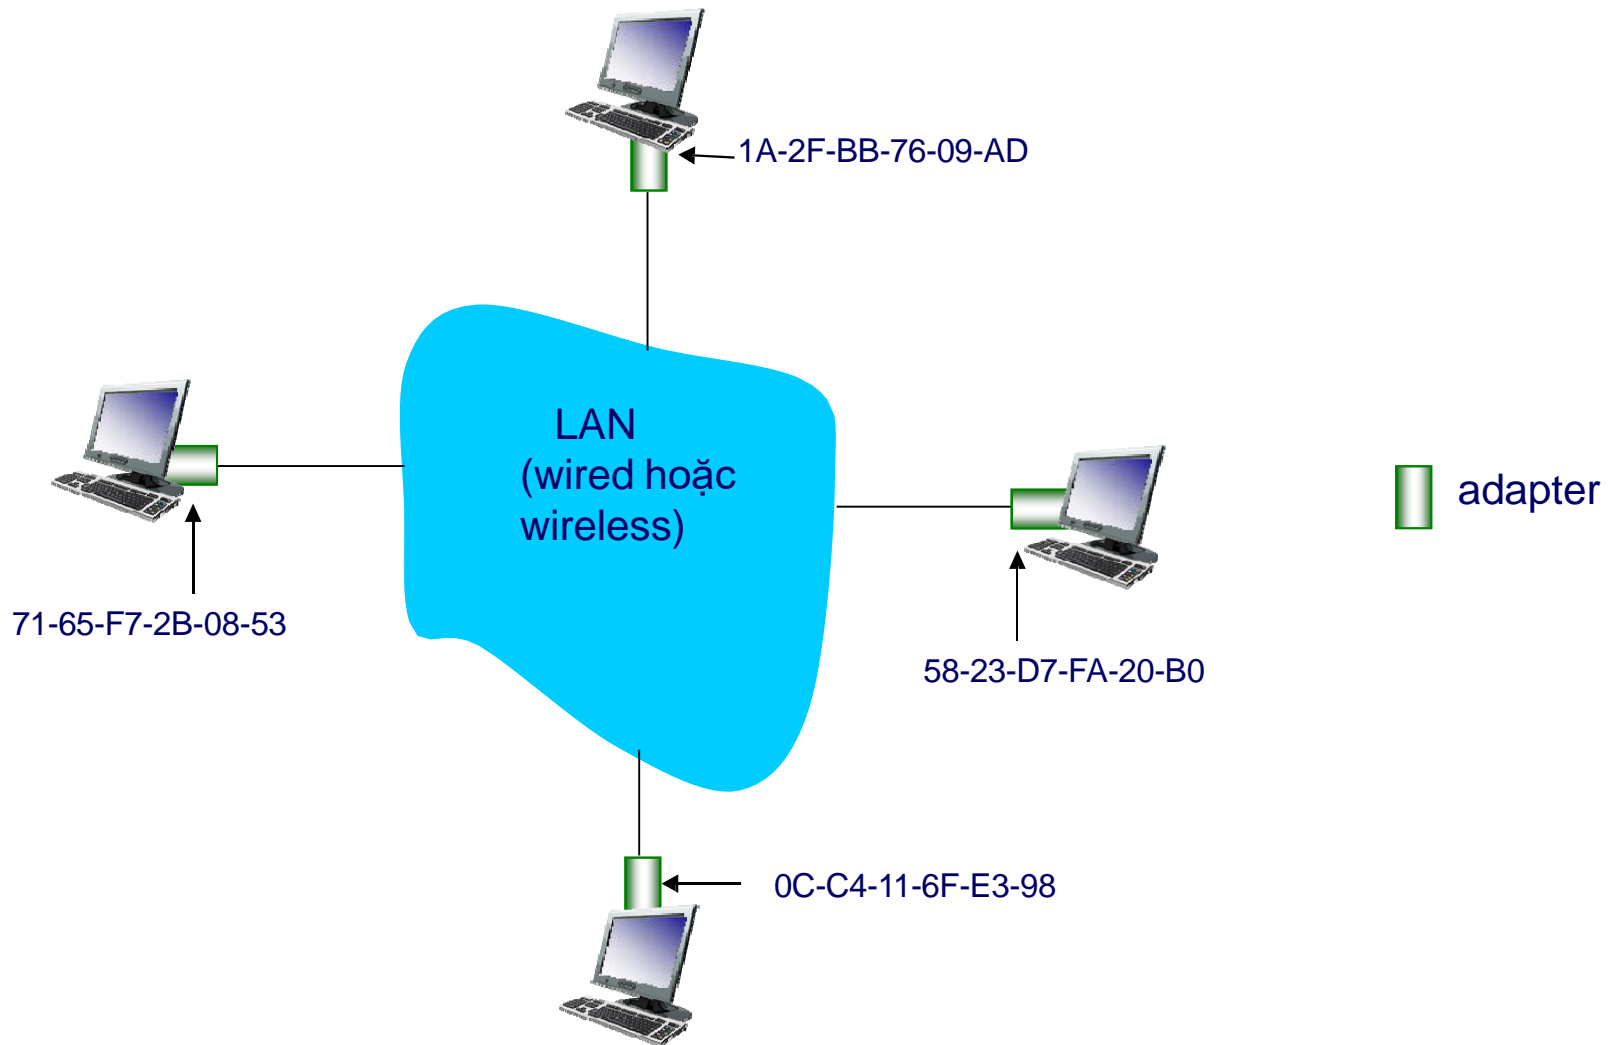 1A-2F-BB-76-09-AD
LAN
(wired hoặc
wireless)
adapter
71-65-F7-2B-08-53
58-23-D7-FA-20-B0
0C-C4-11-6F-E3-98